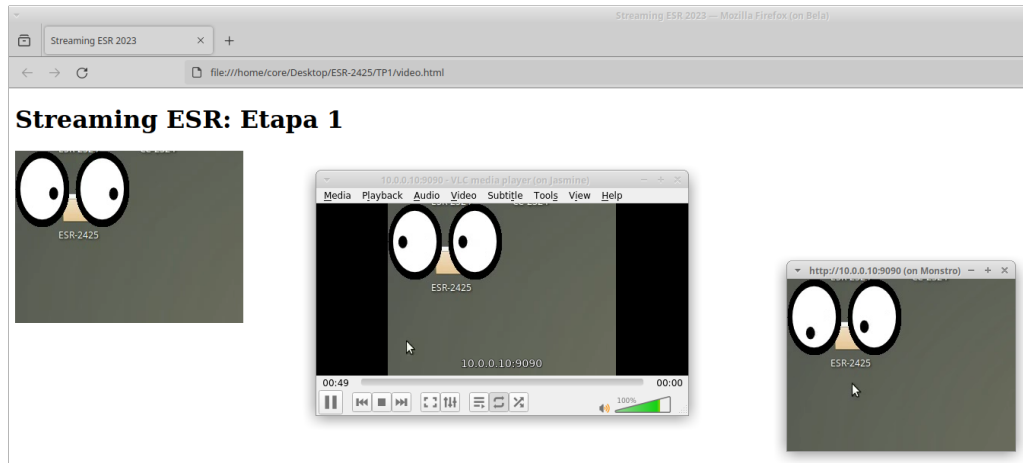 Streaming ESR 2023 — Mozilla Firefox (on Bela)
Streaming ESR 2023
file:///home/core/Desktop/ESR-2425/TP1/video.html
Streaming ESR: Etapa 1
ESR-2425
10.0.0.10:9090 - VLC media player (on Jasmine)
Media Playback Audio Video Subtitle Tools View Help
ESR-2425
10.0.0.10:9090
00:49 00:00
100%
http://10.0.0.10:9090 (on Monstro)
ESR-2425